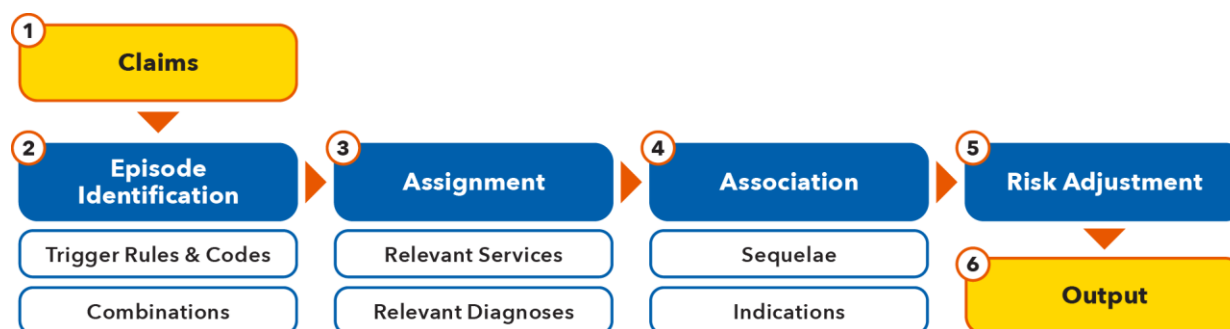 1
Claims
2
Episode
Identification
Trigger Rules & Codes
Combinations
3
Assignment
Relevant Services
Relevant Diagnoses
4
Association
Sequelae
Indications
5
Risk Adjustment
6
Output